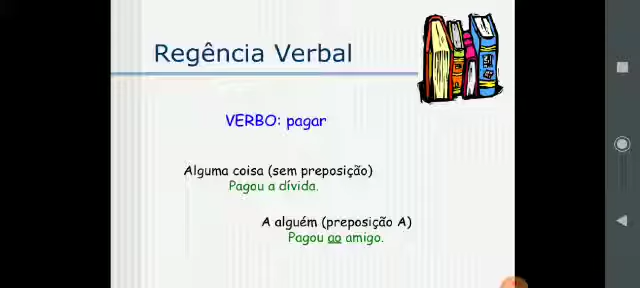 Regência Verbal
VERBO: pagar
Alguma coisa (sem preposição)
Pagou a dívida.
A alguém (preposição A)
Pagou ao amigo.